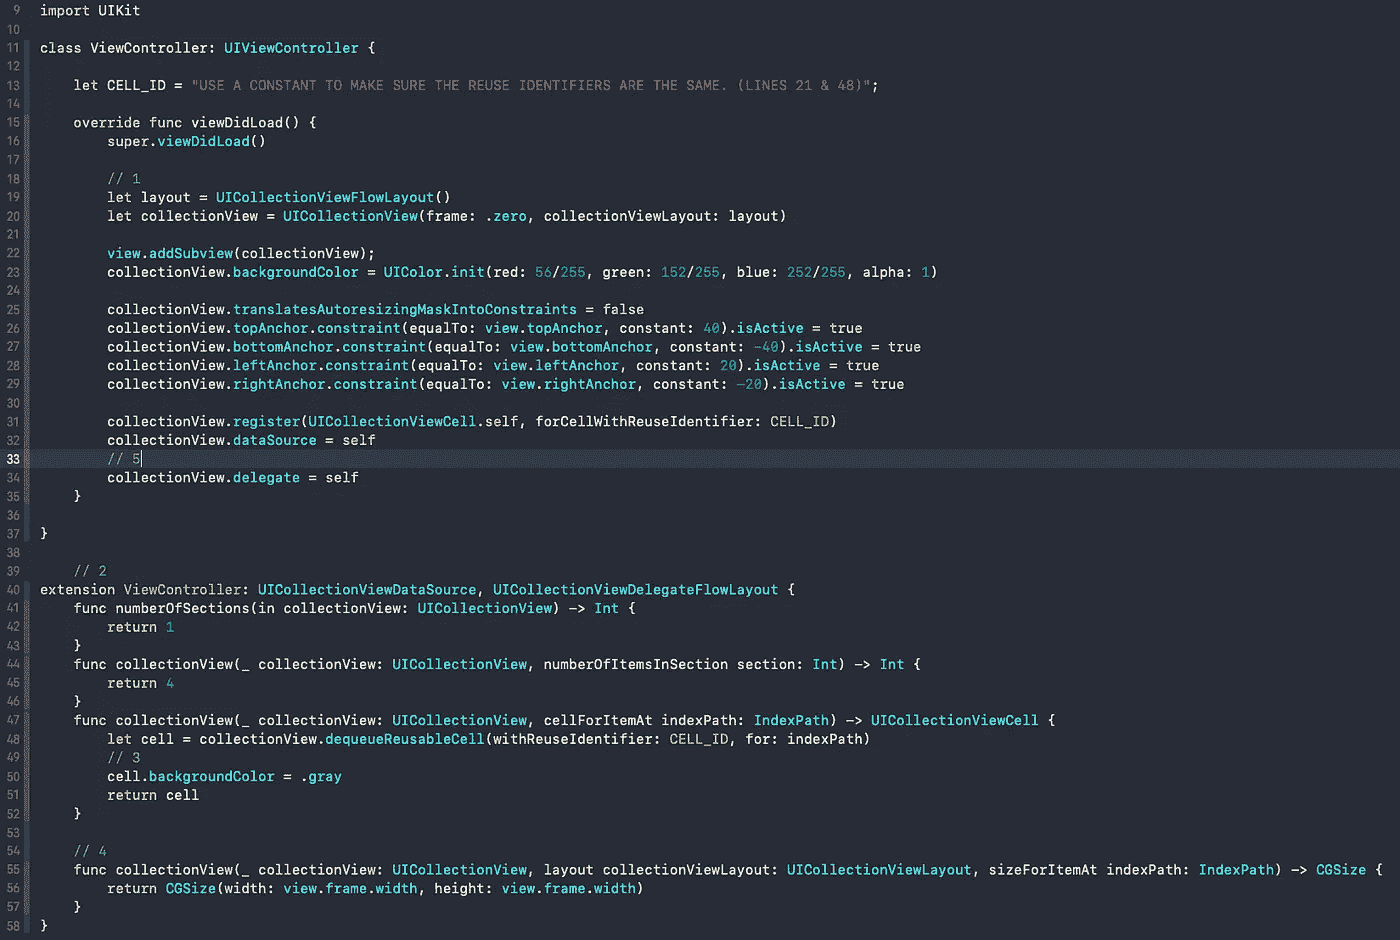 9 import UIKit
10
11 class ViewController: UIViewController {
12
13     let CELL_ID = "USE A CONSTANT TO MAKE SURE THE REUSE IDENTIFIERS ARE THE SAME. (LINES 21 & 48)";
14
15     override func viewDidLoad() {
16         super.viewDidLoad()
17
18         // 1
19         let layout = UICollectionViewFlowLayout()
20         let collectionView = UICollectionView(frame: .zero, collectionViewLayout: layout)
21
22         view.addSubview(collectionView);
23         collectionView.backgroundColor = UIColor.init(red: 56/255, green: 152/255, blue: 252/255, alpha: 1)
24
25         collectionView.translatesAutoresizingMaskIntoConstraints = false
26         collectionView.topAnchor.constraint(equalTo: view.topAnchor, constant: 40).isActive = true
27         collectionView.bottomAnchor.constraint(equalTo: view.bottomAnchor, constant: -40).isActive = true
28         collectionView.leftAnchor.constraint(equalTo: view.leftAnchor, constant: 20).isActive = true
29         collectionView.rightAnchor.constraint(equalTo: view.rightAnchor, constant: -20).isActive = true
30
31         collectionView.register(UICollectionViewCell.self, forCellWithReuseIdentifier: CELL_ID)
32         collectionView.dataSource = self
33         // 5
34         collectionView.delegate = self
35     }
36
37 }
38
39     // 2
40 extension ViewController: UICollectionViewDataSource, UICollectionViewDelegateFlowLayout {
41     func numberOfSections(in collectionView: UICollectionView) -> Int {
42         return 1
43     }
44     func collectionView(_ collectionView: UICollectionView, numberOfItemsInSection section: Int) -> Int {
45         return 4
46     }
47     func collectionView(_ collectionView: UICollectionView, cellForItemAt indexPath: IndexPath) -> UICollectionViewCell {
48         let cell = collectionView.dequeueReusableCell(withReuseIdentifier: CELL_ID, for: indexPath)
49         // 3
50         cell.backgroundColor = .gray
51         return cell
52     }
53
54     // 4
55     func collectionView(_ collectionView: UICollectionView, layout collectionViewLayout: UICollectionViewLayout, sizeForItemAt indexPath: IndexPath) -> CGSize {
56         return CGSize(width: view.frame.width, height: view.frame.width)
57     }
58 }